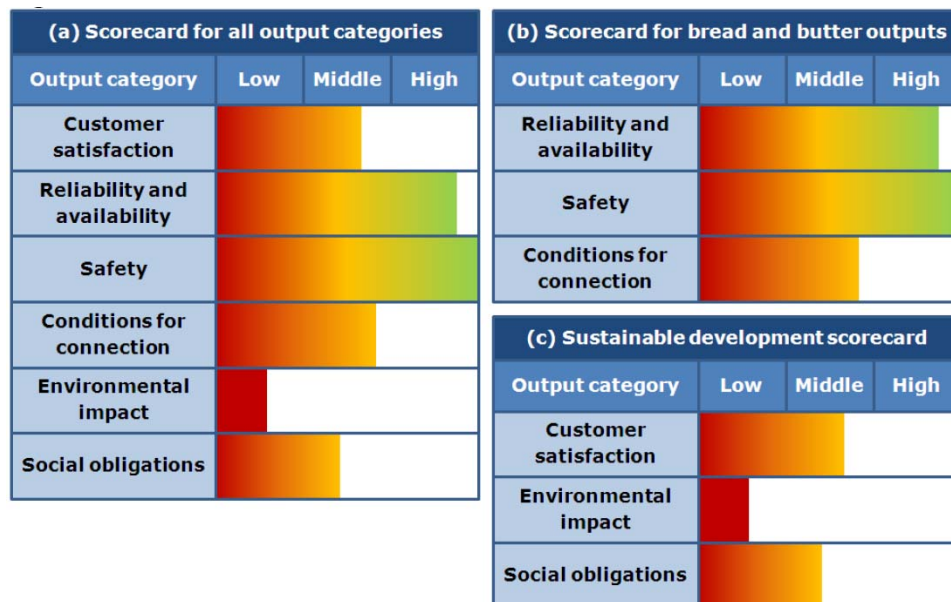 (a) Scorecard for all output categories
Output category Low Middle High
Customer
satisfaction
Reliability and
availability
Safety
Conditions for
connection
Environmental
impact
Social obligations
(b) Scorecard for bread and butter outputs
Output category Low Middle High
Reliability and
availability
Safety
Conditions for
connection
(c) Sustainable development scorecard
Output category Low Middle High
Customer
satisfaction
Environmental
impact
Social obligations